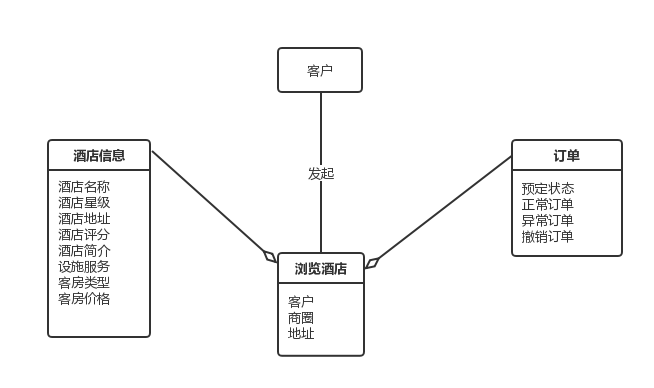 客户
发起
酒店信息
酒店名称
酒店星级
酒店地址
酒店评分
酒店简介
设施服务
客房类型
客房价格
浏览酒店
客户
商圈
地址
订单
预定状态
正常订单
异常订单
撤销订单